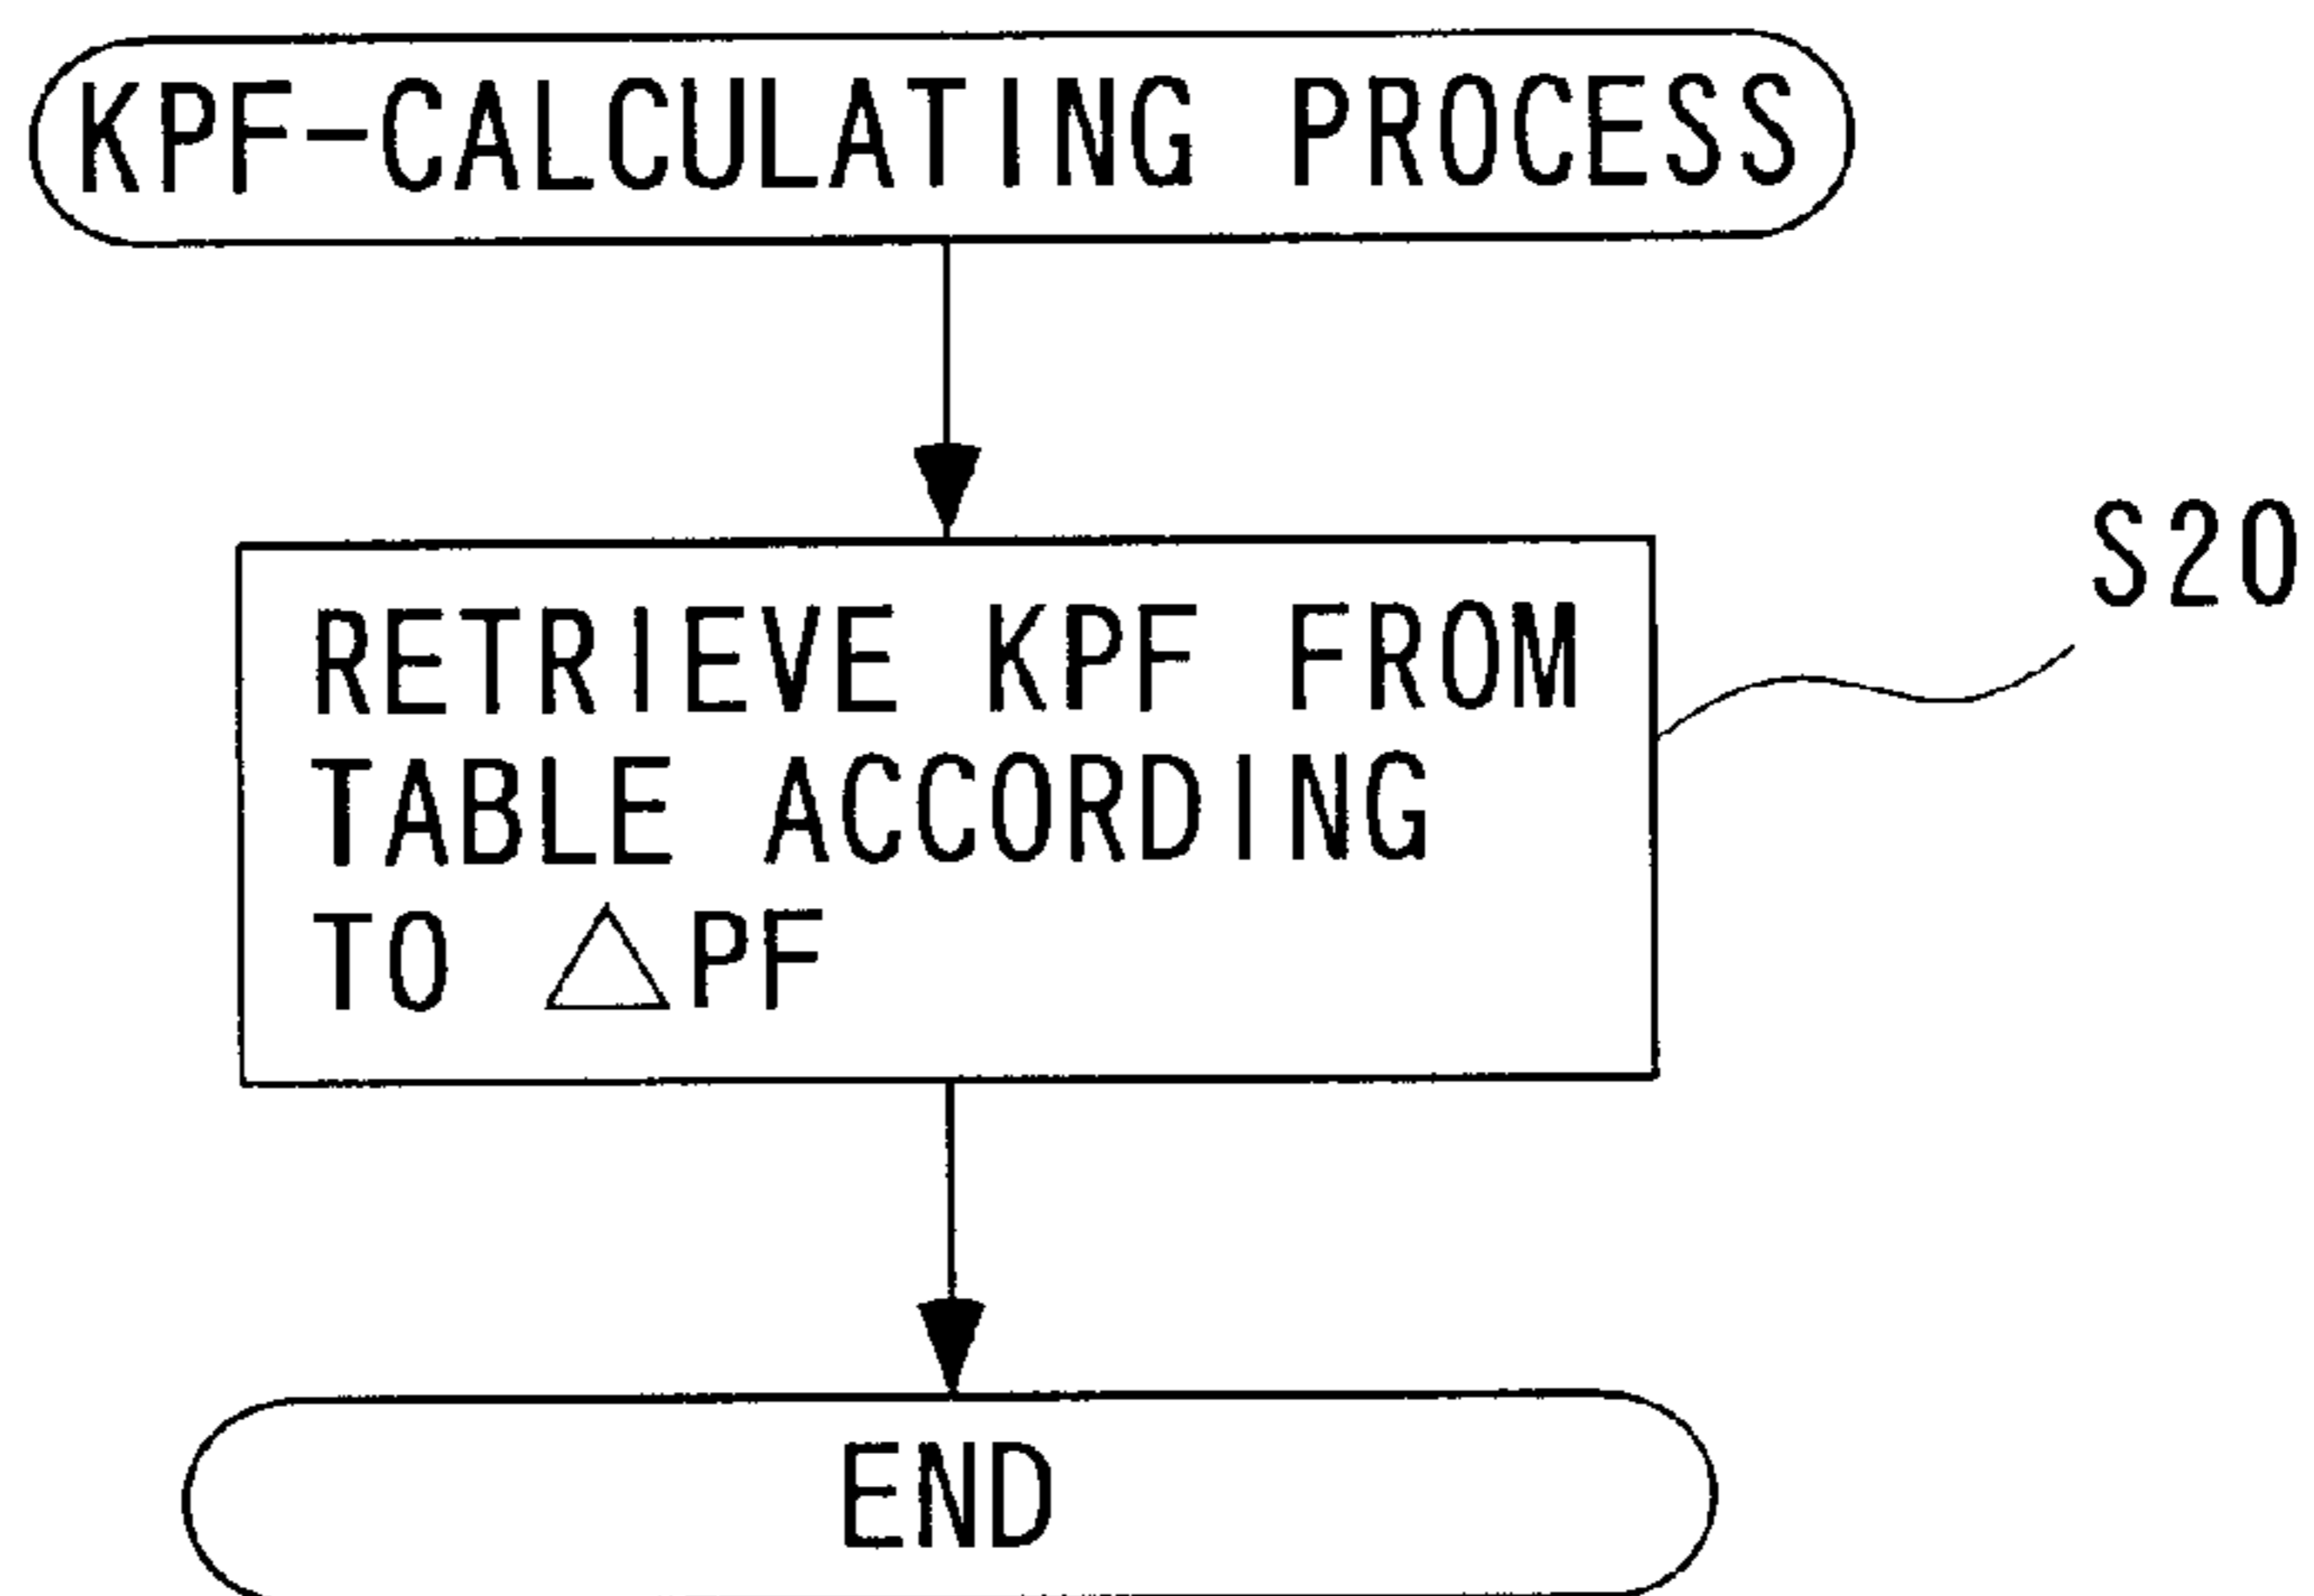 KPF-CALCULATING PROCESS
S20
RETRIEVE KPF FROM
TABLE ACCORDING
TO △PF
END